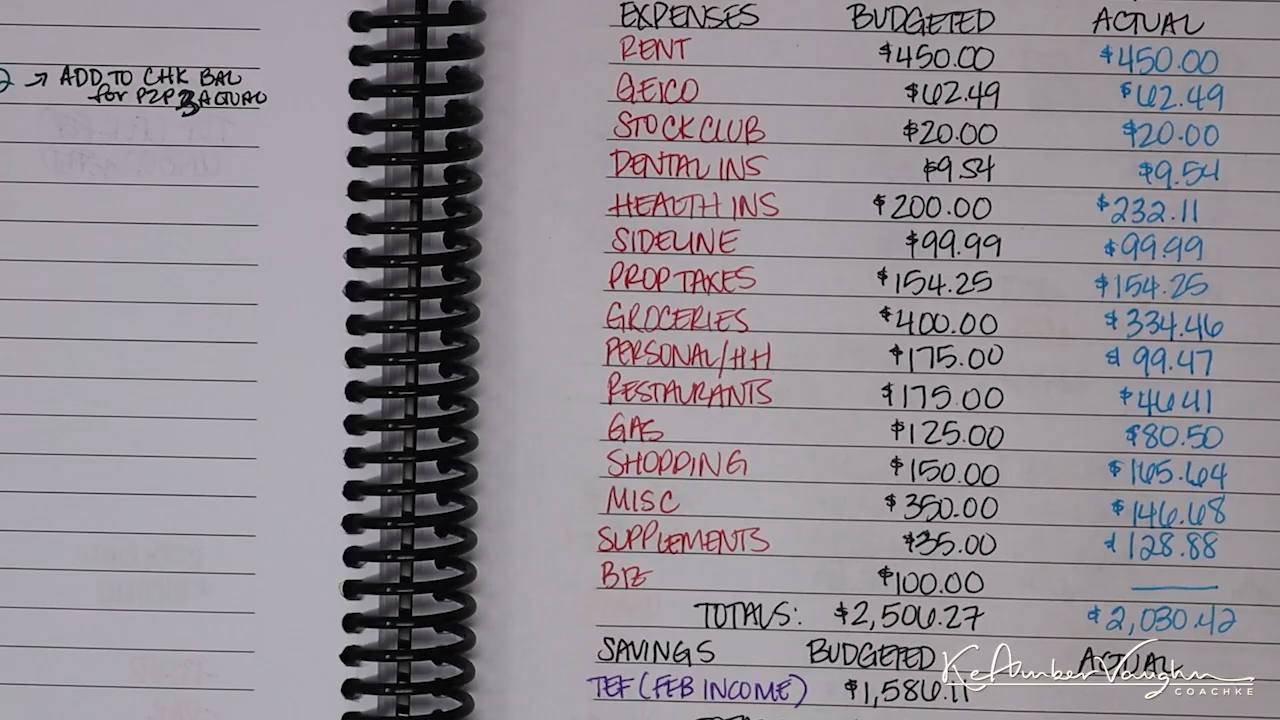 → ADD TO CHK BAL
for P2P 3 ACTUAL
EXPENSES BUDGETED ACTUAL
RENT $450.00 $450.00
GEICO $62.49 $62.49
STOCK CLUB $20.00 $20.00
DENTAL INS $9.54 $9.54
HEALTH INS $200.00 $232.11
SIDELINE $99.99 $99.99
PROP TAXES $154.25 $154.25
GROCERIES $400.00 $334.46
PERSONAL/HH $175.00 $99.47
RESTAURANTS $175.00 $46.41
GAS $125.00 $80.50
SHOPPING $150.00 $165.64
MISC $350.00 $146.68
SUPPLEMENTS $35.00 $128.88
BIZ $100.00 —
TOTALS: $2,506.27 $2,030.42
SAVINGS BUDGETED ACTUAL
TEF (FEB INCOME) $1,586.11
KeAmber Vaughn
COACHKE